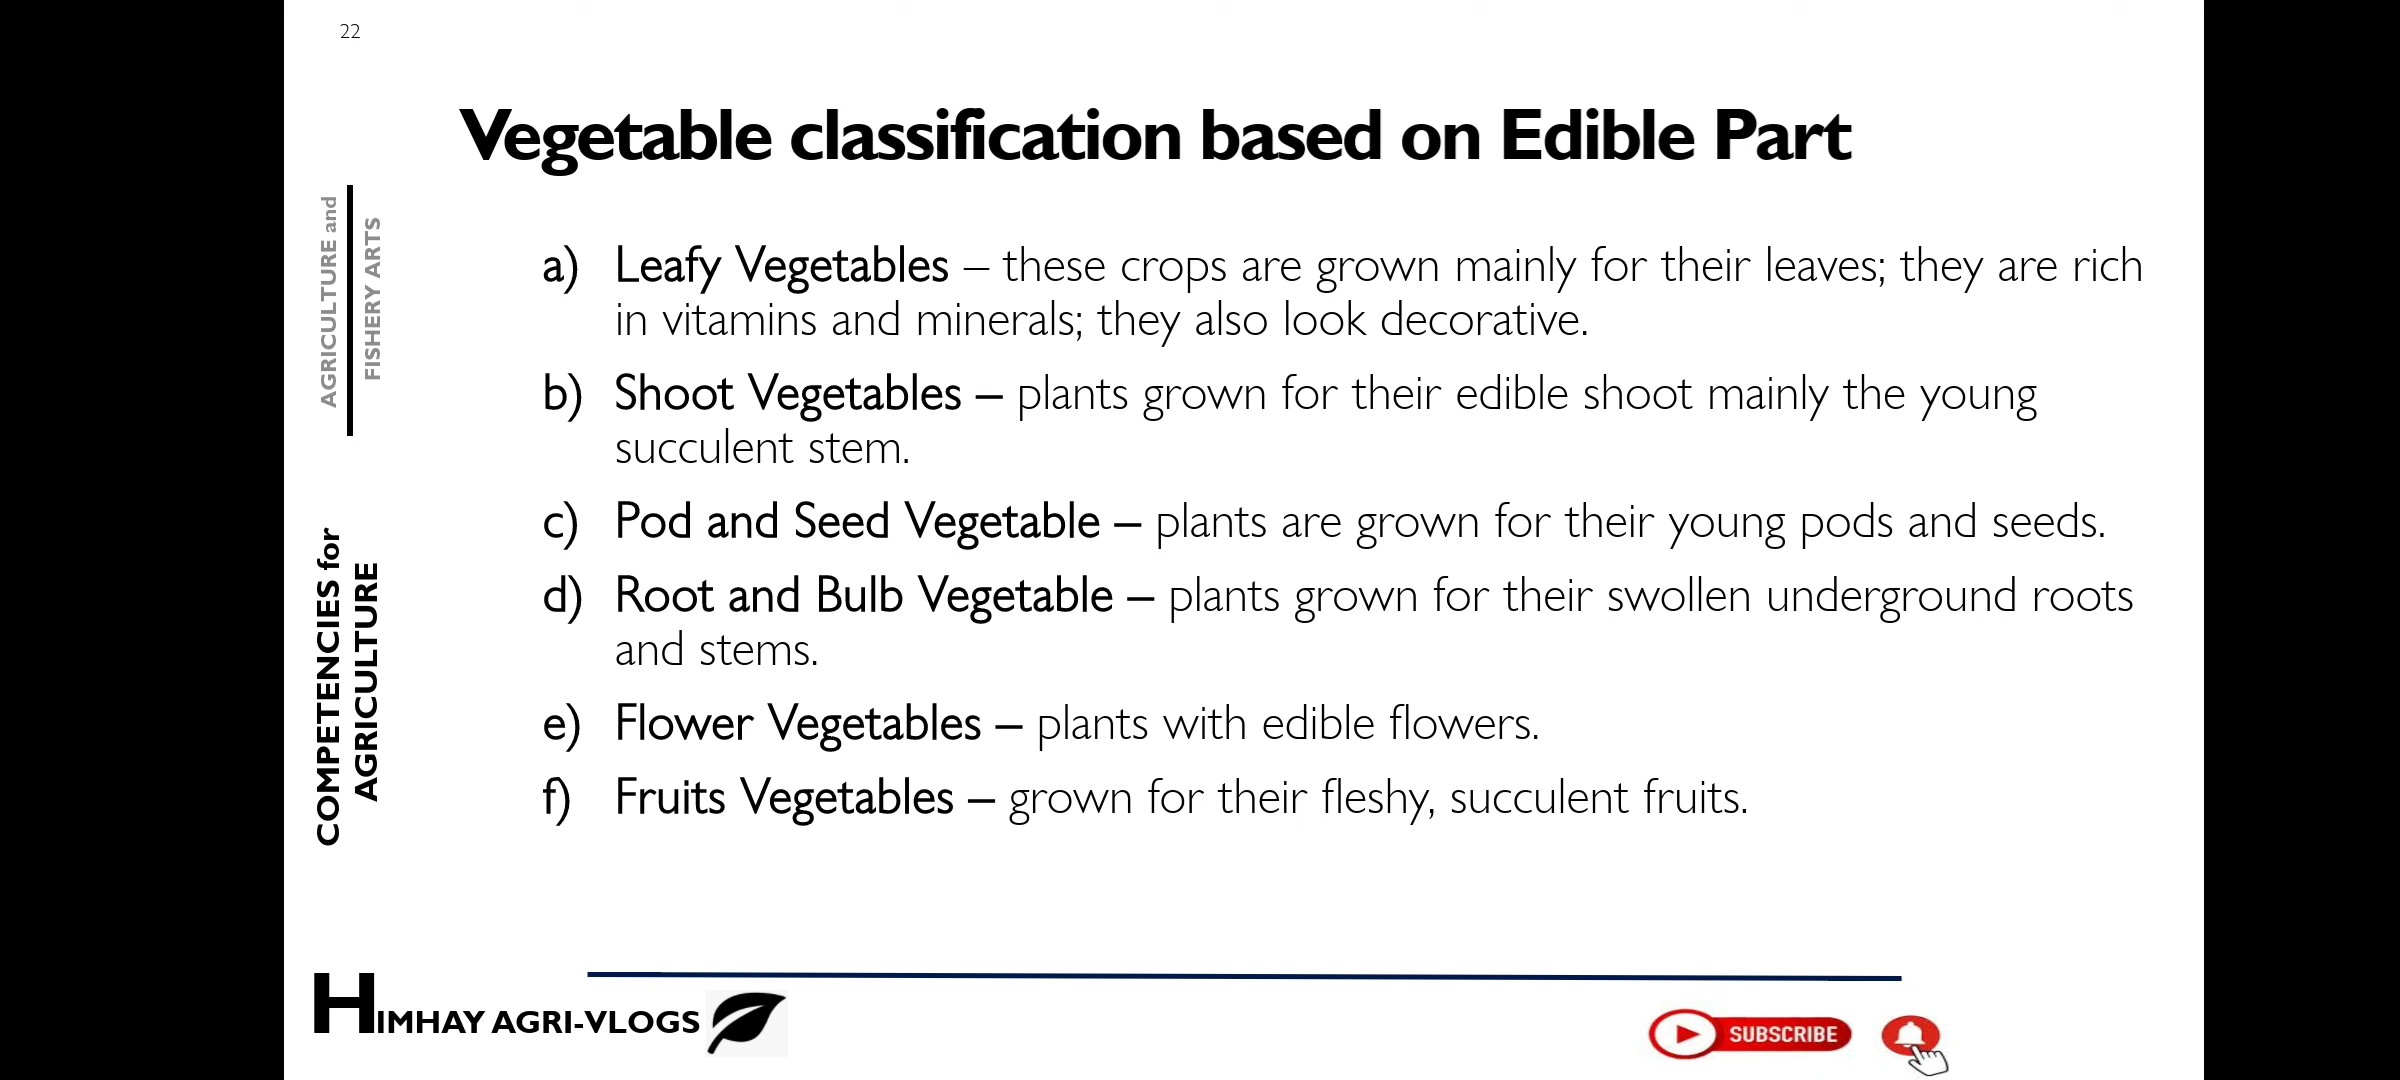 22
Vegetable classification based on Edible Part
AGRICULTURE and
FISHERY ARTS
COMPETENCIES for
AGRICULTURE
a) Leafy Vegetables – these crops are grown mainly for their leaves; they are rich
in vitamins and minerals; they also look decorative.
b) Shoot Vegetables – plants grown for their edible shoot mainly the young
succulent stem.
c) Pod and Seed Vegetable – plants are grown for their young pods and seeds.
d) Root and Bulb Vegetable – plants grown for their swollen underground roots
and stems.
e) Flower Vegetables – plants with edible flowers.
f) Fruits Vegetables – grown for their fleshy, succulent fruits.
HIMHAY AGRI-VLOGS
SUBSCRIBE